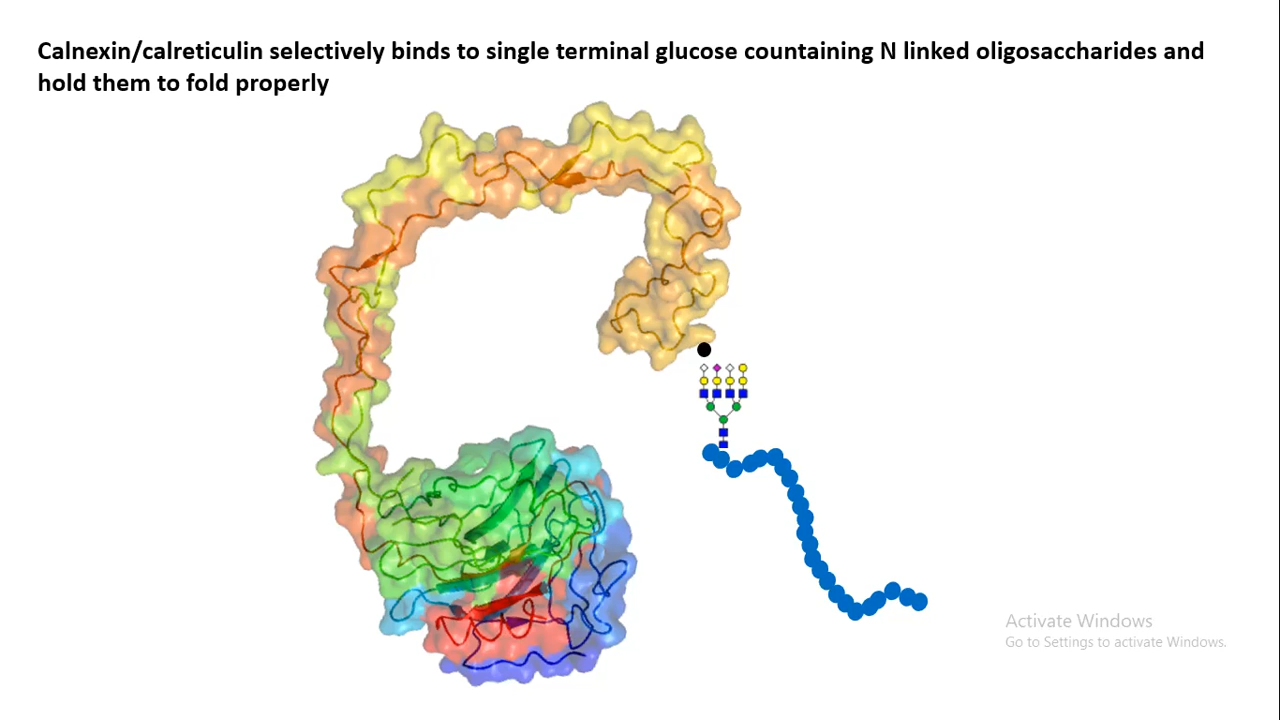 Calnexin/calreticulin selectively binds to single terminal glucose countaining N linked oligosaccharides and
hold them to fold properly
Activate Windows
Go to Settings to activate Windows.